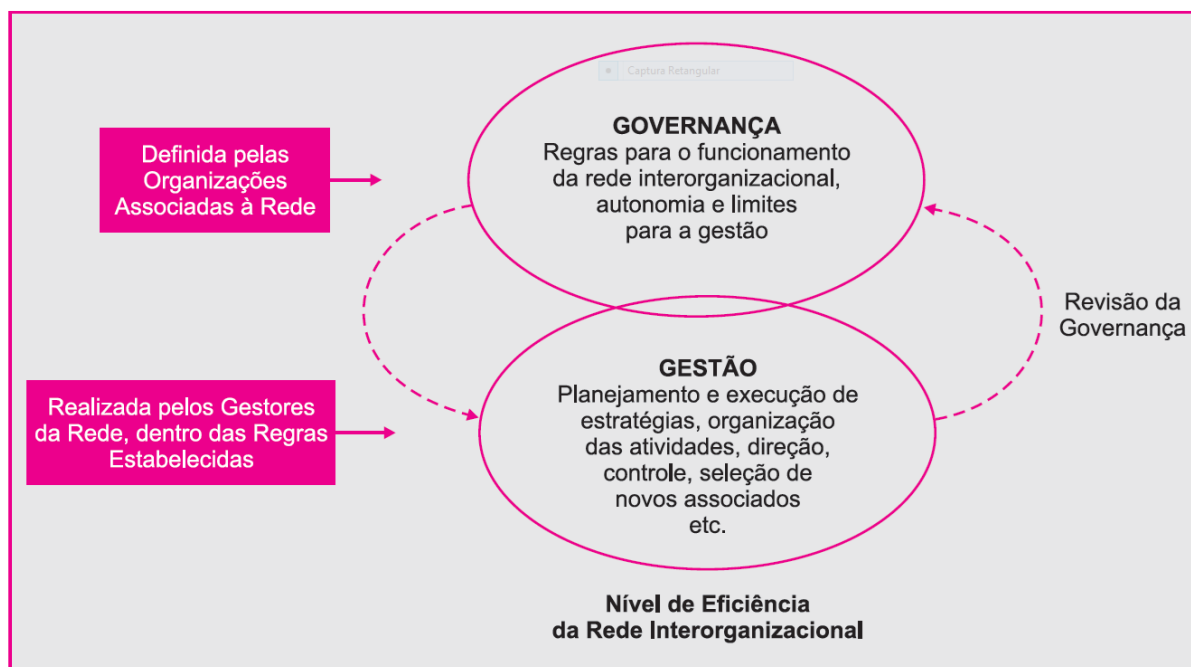 Captura Retangular
GOVERNANÇA
Regras para o funcionamento
da rede interorganizacional,
autonomia e limites
para a gestão
Definida pelas
Organizações
Associadas à Rede
Revisão da
Governança
GESTÃO
Planejamento e execução de
estratégias, organização
das atividades, direção,
controle, seleção de
novos associados
etc.
Realizada pelos Gestores
da Rede, dentro das Regras
Estabelecidas
Nível de Eficiência
da Rede Interorganizacional